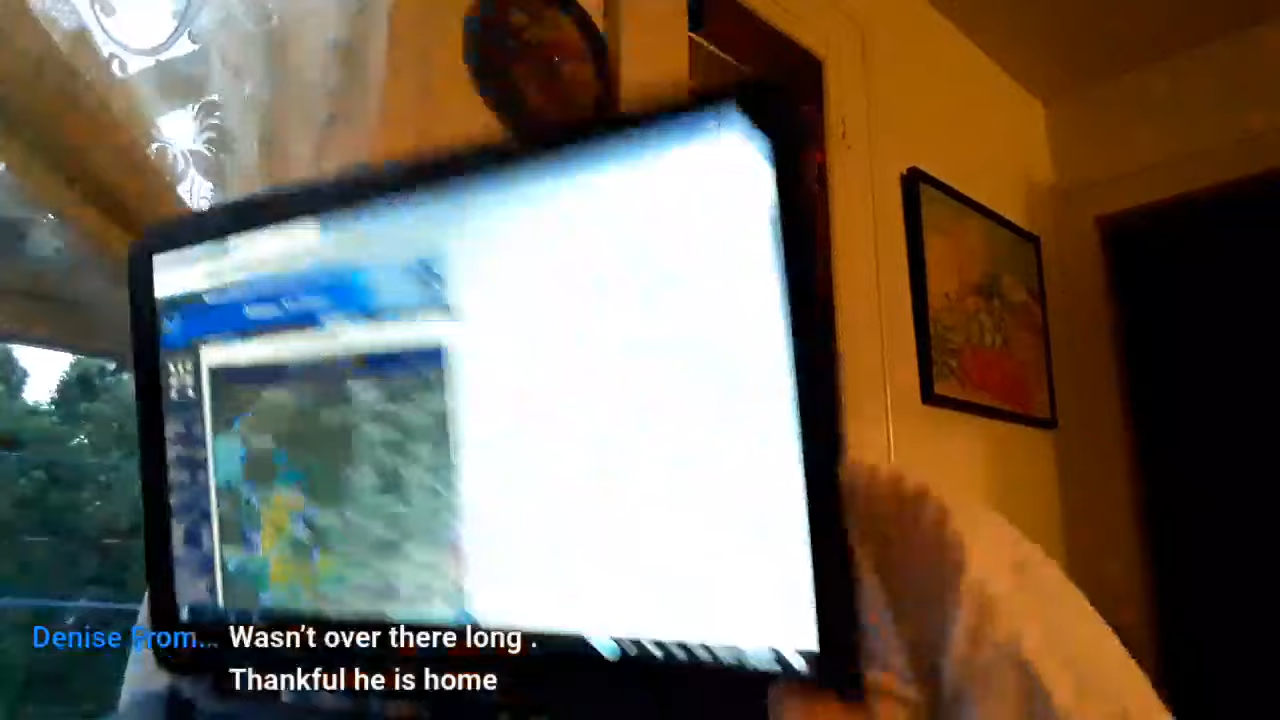 Denise From... Wasn't over there long .
Thankful he is home